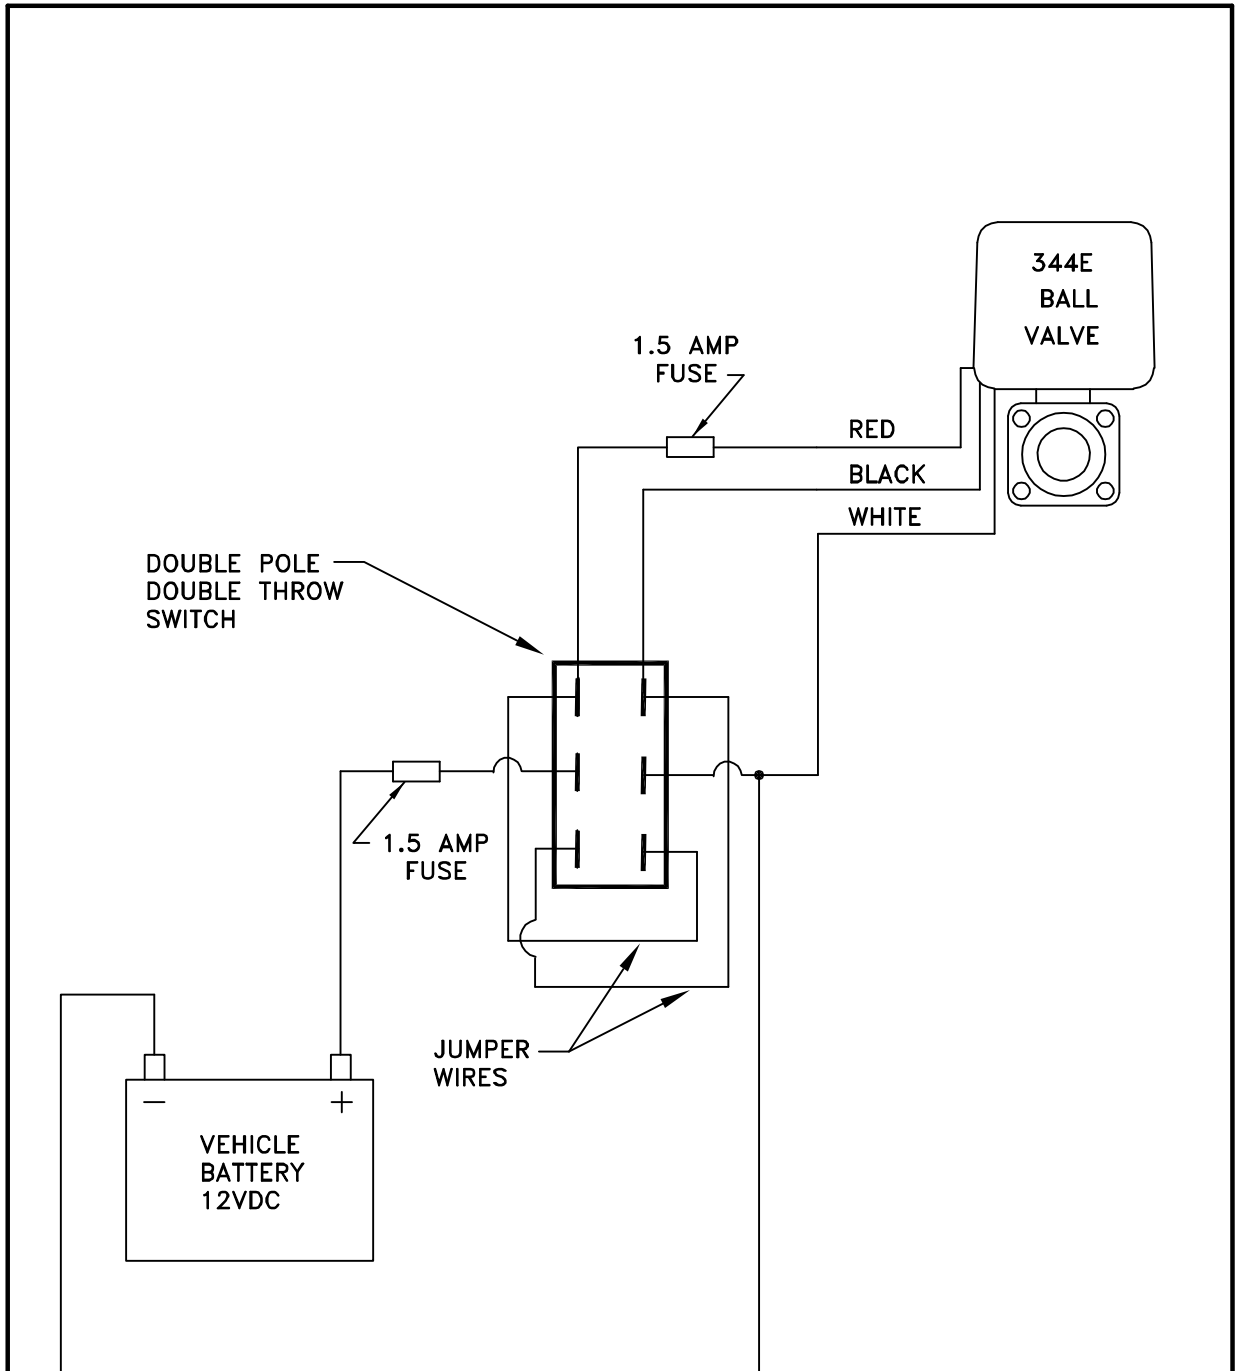 344E
BALL
VALVE
1.5 AMP
FUSE
RED
BLACK
WHITE
DOUBLE POLE
DOUBLE THROW
SWITCH
1.5 AMP
FUSE
JUMPER
WIRES
– +
VEHICLE
BATTERY
12VDC